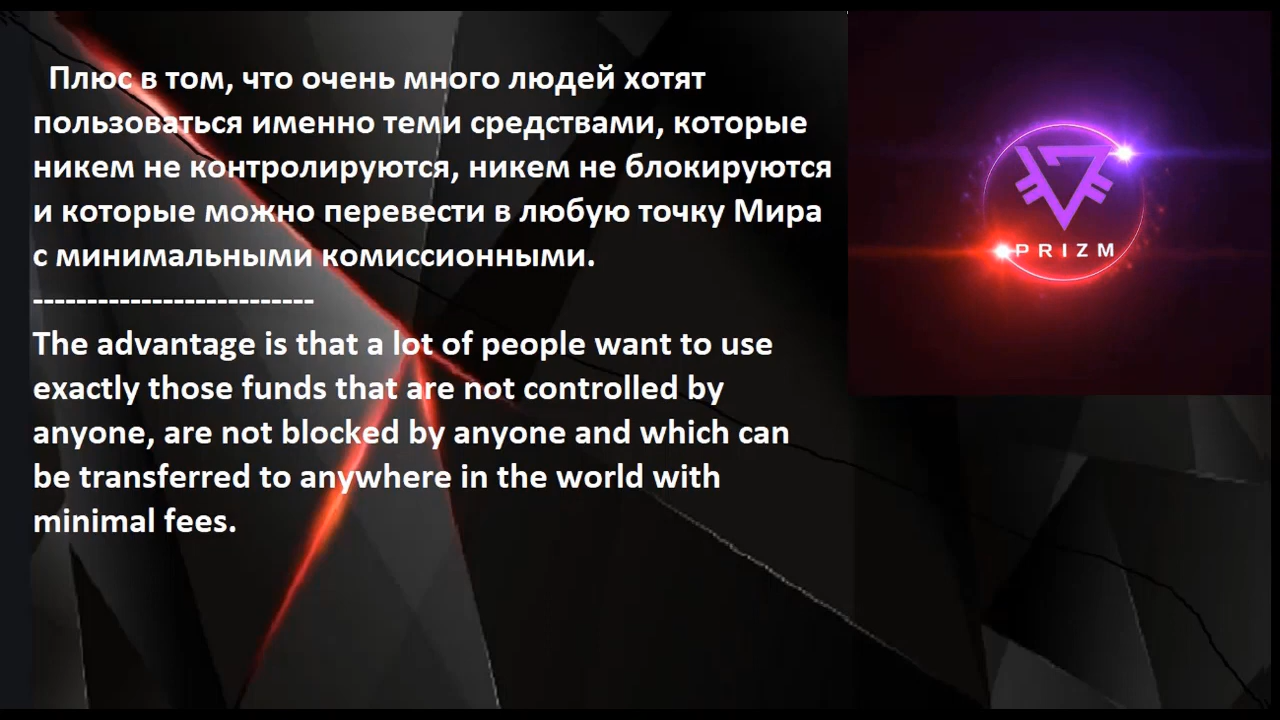 Плюс в том, что очень много людей хотят
пользоваться именно теми средствами, которые
никем не контролируются, никем не блокируются
и которые можно перевести в любую точку Мира
с минимальными комиссионными.
--------------------------
The advantage is that a lot of people want to use
exactly those funds that are not controlled by
anyone, are not blocked by anyone and which can
be transferred to anywhere in the world with
minimal fees.
PRIZM